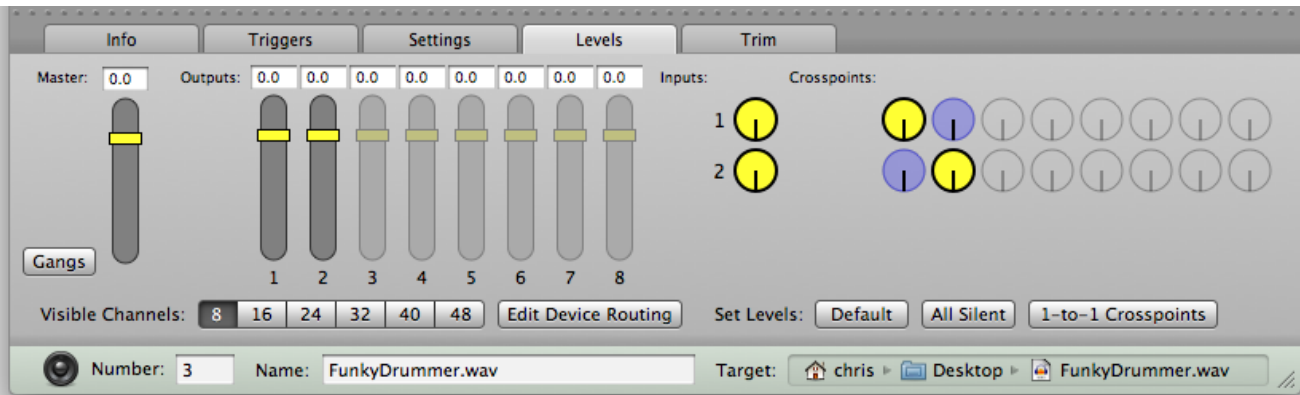 Info Triggers Settings Levels Trim
Master: 0.0 Outputs: 0.0 0.0 0.0 0.0 0.0 0.0 0.0 0.0 Inputs: Crosspoints:
1
2
Gangs
1 2 3 4 5 6 7 8
Visible Channels: 8 16 24 32 40 48 Edit Device Routing Set Levels: Default All Silent 1-to-1 Crosspoints
Number: 3 Name: FunkyDrummer.wav Target: chris Desktop FunkyDrummer.wav